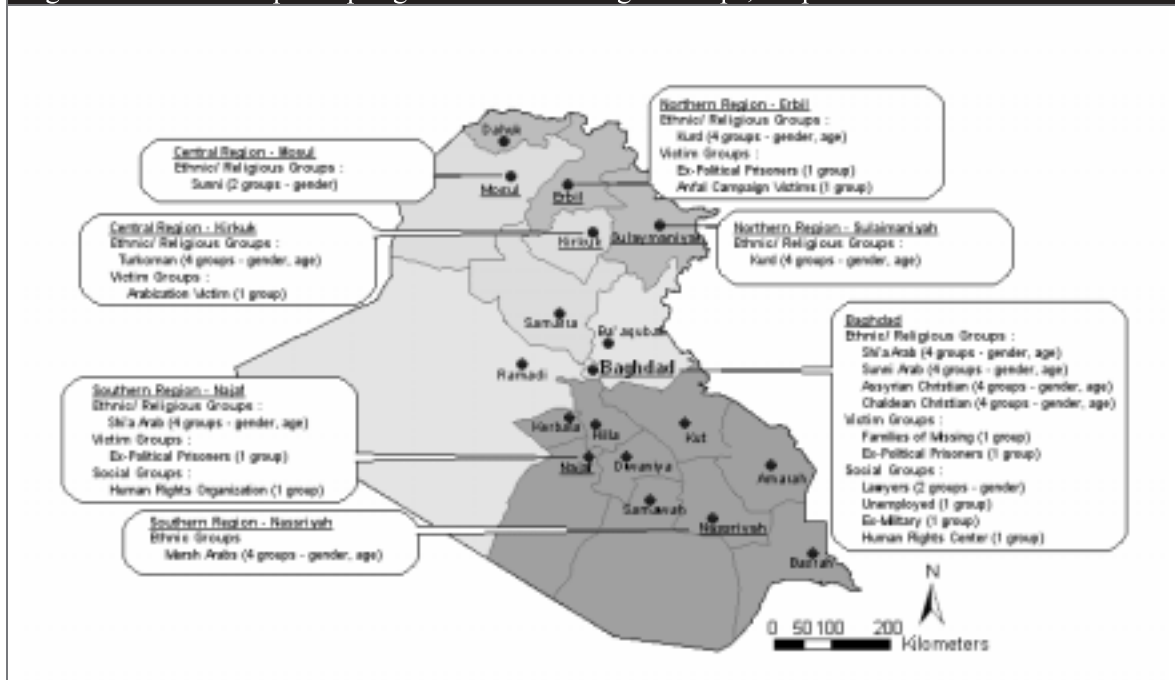 Central Region - Mosul
Ethnic/ Religious Groups :
Sunni (2 groups - gender)
Central Region - Kirkuk
Ethnic/ Religious Groups :
Turkoman (4 groups - gender, age)
Victim Groups :
Arabization Victim (1 group)
Southern Region - Najaf
Ethnic/ Religious Groups :
Shi'a Arab (4 groups - gender, age)
Victim Groups :
Ex-Political Prisoners (1 group)
Social Groups :
Human Rights Organization (1 group)
Southern Region - Nassriyah
Ethnic Groups
Marsh Arabs (4 groups - gender, age)
Northern Region - Erbil
Ethnic/ Religious Groups :
Kurd (4 groups - gender, age)
Victim Groups :
Ex-Political Prisoners (1 group)
Anfal Campaign Victims (1 group)
Northern Region - Sulaimaniyah
Ethnic/ Religious Groups :
Kurd (4 groups - gender, age)
Baghdad
Ethnic/ Religious Groups :
Shi'a Arab (4 groups - gender, age)
Sunni Arab (4 groups - gender, age)
Assyrian Christian (4 groups - gender, age)
Chaldean Christian (4 groups - gender, age)
Victim Groups :
Families of Missing (1 group)
Ex-Political Prisoners (1 group)
Social Groups :
Lawyers (2 groups - gender)
Unemployed (1 group)
Ex-Military (1 group)
Human Rights Center (1 group)
Dahuk
Mosul
Erbil
Kirkuk
Sulaymaniyah
Samarra
Ba'aqubah
Ramadi
Baghdad
Kerbala
Hilla
Kut
Najaf
Diwaniya
Amarah
Samawah
Nassriyah
Basrah
N
0 50 100 200
Kilometers